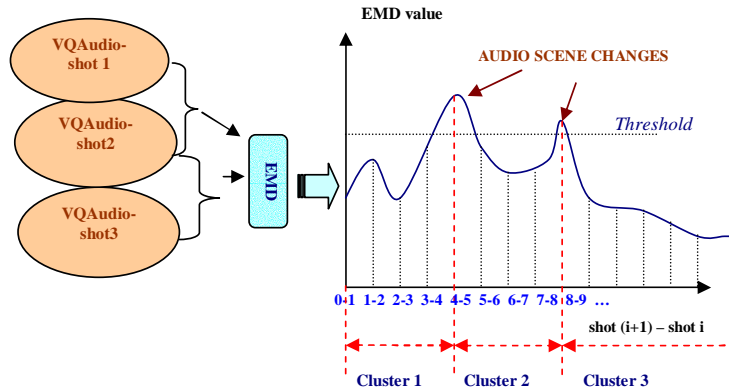 EMD value
VQAudio-
shot 1
AUDIO SCENE CHANGES
VQAudio-
shot2
Threshold
EMD
VQAudio-
shot3
0-1 1-2 2-3 3-4 4-5 5-6 6-7 7-8 8-9 ...
shot (i+1) – shot i
Cluster 1 Cluster 2 Cluster 3